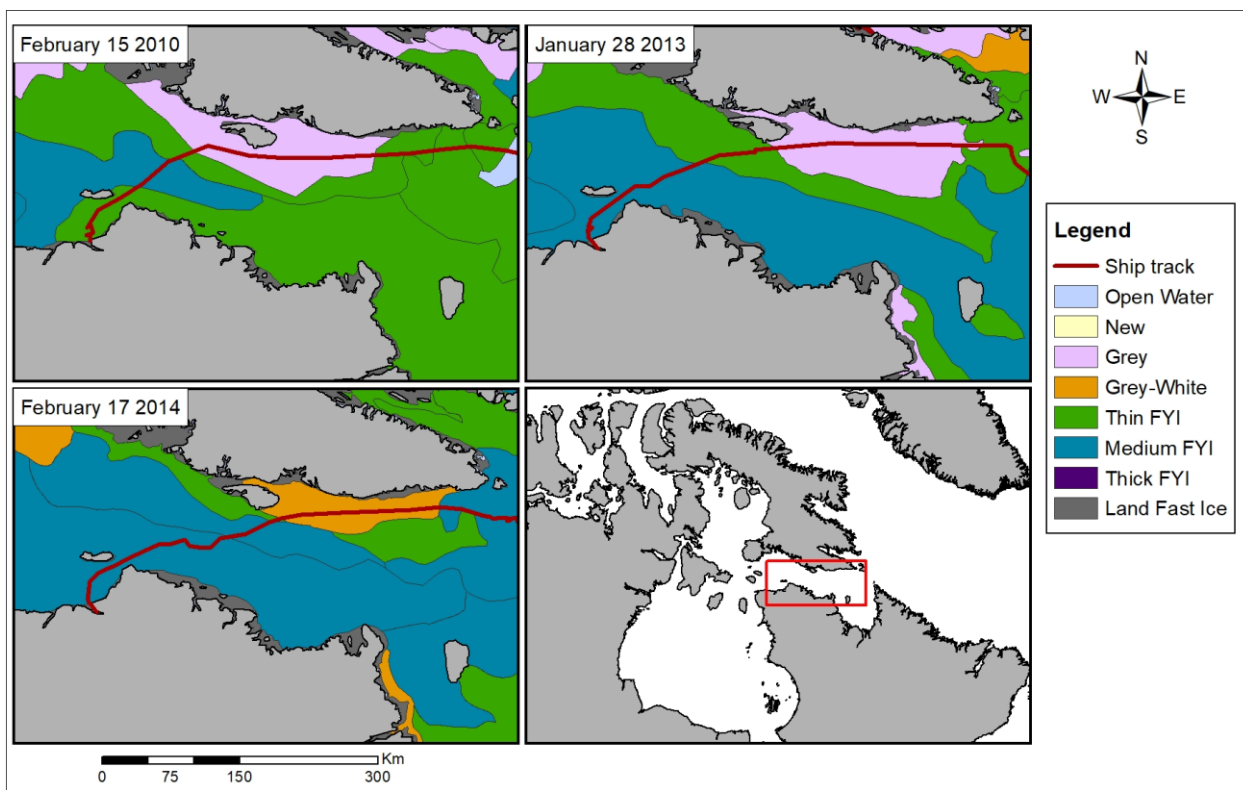 February 15 2010
January 28 2013
N
W E
S
Legend
Ship track
Open Water
New
Grey
Grey-White
Thin FYI
Medium FYI
Thick FYI
Land Fast Ice
February 17 2014
Km
0 75 150 300